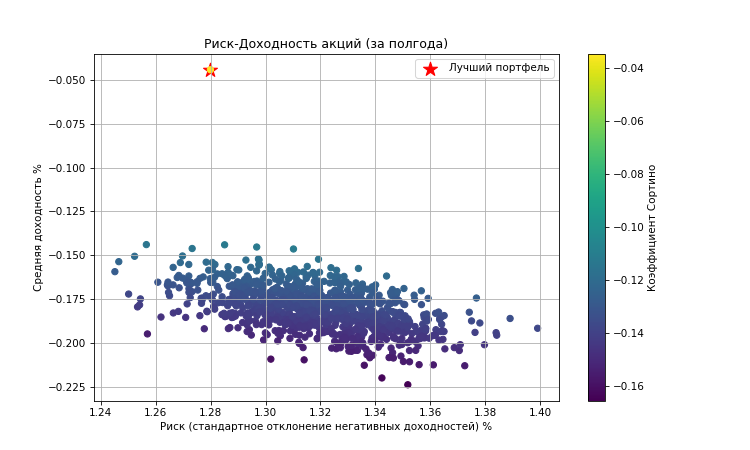 Риск-Доходность акций (за полгода)
Лучший портфель
−0.050
−0.075
−0.100
−0.125
−0.150
−0.175
−0.200
−0.225
Средняя доходность %
1.24 1.26 1.28 1.30 1.32 1.34 1.36 1.38 1.40
Риск (стандартное отклонение негативных доходностей) %
−0.04
−0.06
−0.08
−0.10
−0.12
−0.14
−0.16
Коэффициент Сортино